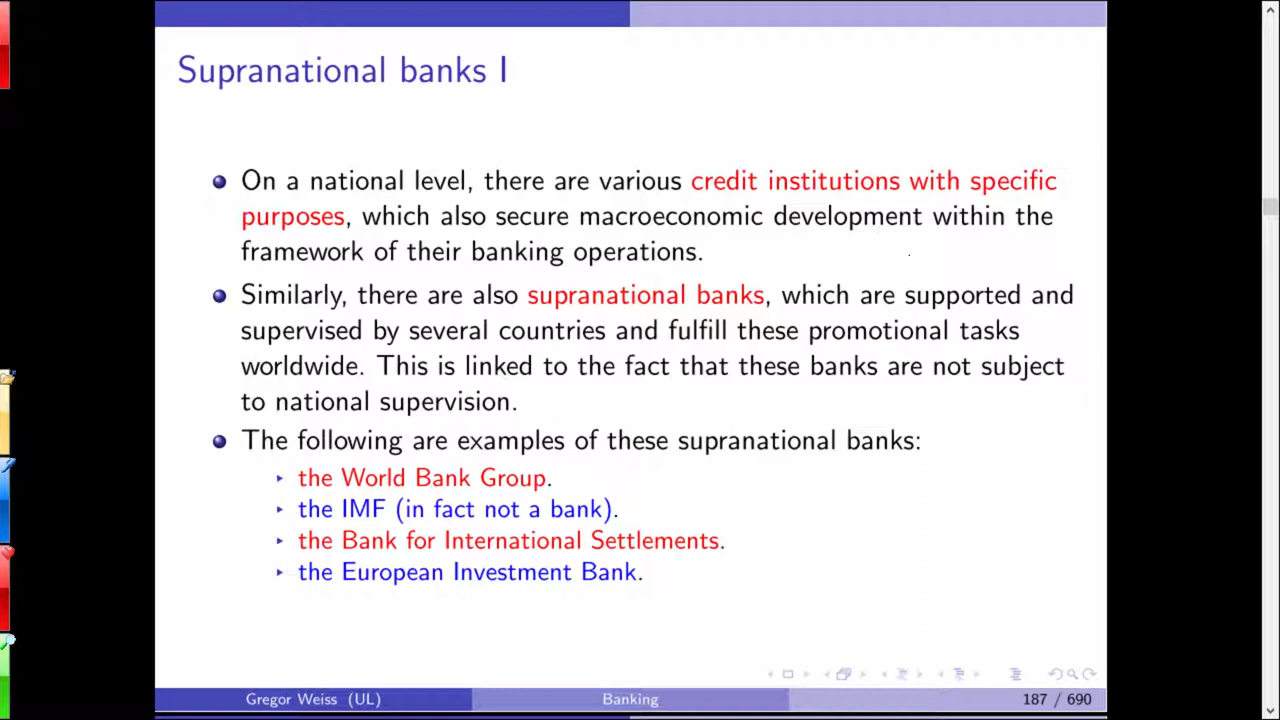 Supranational banks I
On a national level, there are various credit institutions with specific
purposes, which also secure macroeconomic development within the
framework of their banking operations.
Similarly, there are also supranational banks, which are supported and
supervised by several countries and fulfill these promotional tasks
worldwide. This is linked to the fact that these banks are not subject
to national supervision.
The following are examples of these supranational banks:
the World Bank Group.
the IMF (in fact not a bank).
the Bank for International Settlements.
the European Investment Bank.
Gregor Weiss (UL) Banking 187 / 690